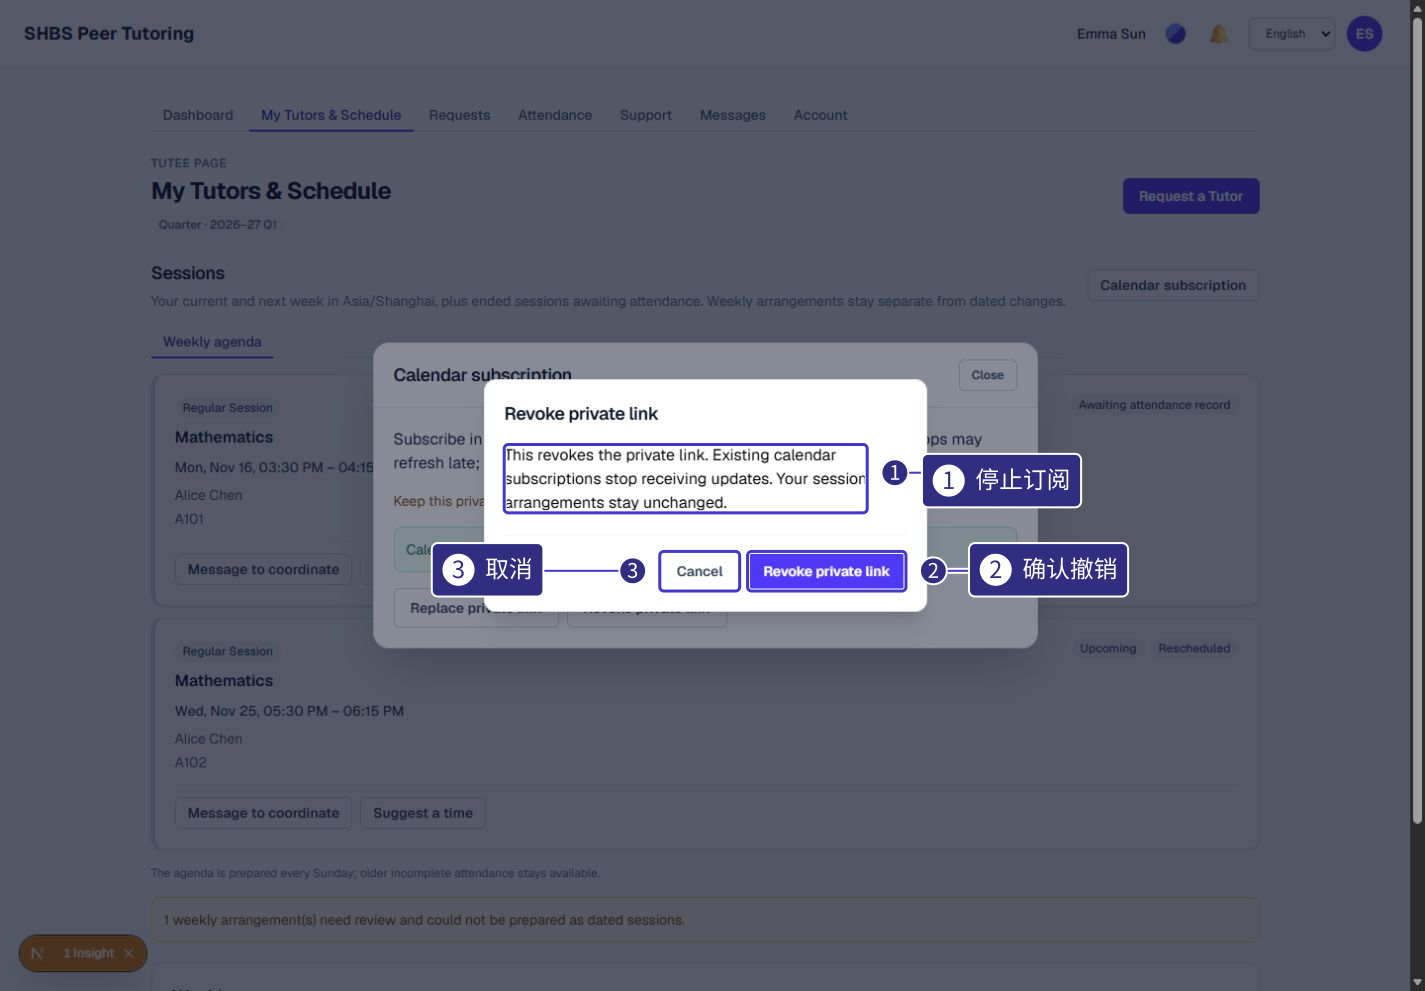 SHBS Peer Tutoring
Emma Sun
English
ES
Dashboard
My Tutors & Schedule
Requests
Attendance
Support
Messages
Account
TUTEE PAGE
My Tutors & Schedule
Request a Tutor
Quarter · 2026–27 Q1
Sessions
Your current and next week in Asia/Shanghai, plus ended sessions awaiting attendance. Weekly arrangements stay separate from dated changes.
Calendar subscription
Weekly agenda
Calendar subscription
Close
Regular Session
Awaiting attendance record
Mathematics
Mon, Nov 16, 03:30 PM – 04:15
Alice Chen
A101
Message to coordinate
Subscribe in
may
refresh late;
Keep this
Revoke private link
This revokes the private link. Existing calendar
subscriptions stop receiving updates. Your session
arrangements stay unchanged.
1
1 停止订阅
3 取消
3
Cancel
Revoke private link
2
2 确认撤销
Replace
Regular Session
Upcoming
Rescheduled
Mathematics
Wed, Nov 25, 05:30 PM – 06:15 PM
Alice Chen
A102
Message to coordinate
Suggest a time
The agenda is prepared every Sunday; older incomplete attendance stays available.
1 weekly arrangement(s) need review and could not be prepared as dated sessions.
N 1 Insight ×